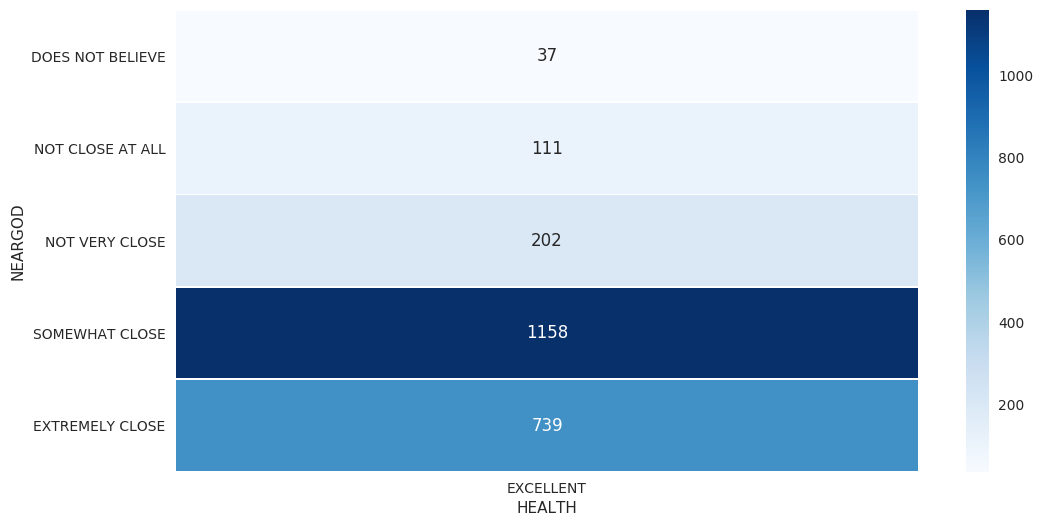 NEARGOD
DOES NOT BELIEVE
37
NOT CLOSE AT ALL
111
NOT VERY CLOSE
202
SOMEWHAT CLOSE
1158
EXTREMELY CLOSE
739
EXCELLENT
HEALTH
1000
800
600
400
200